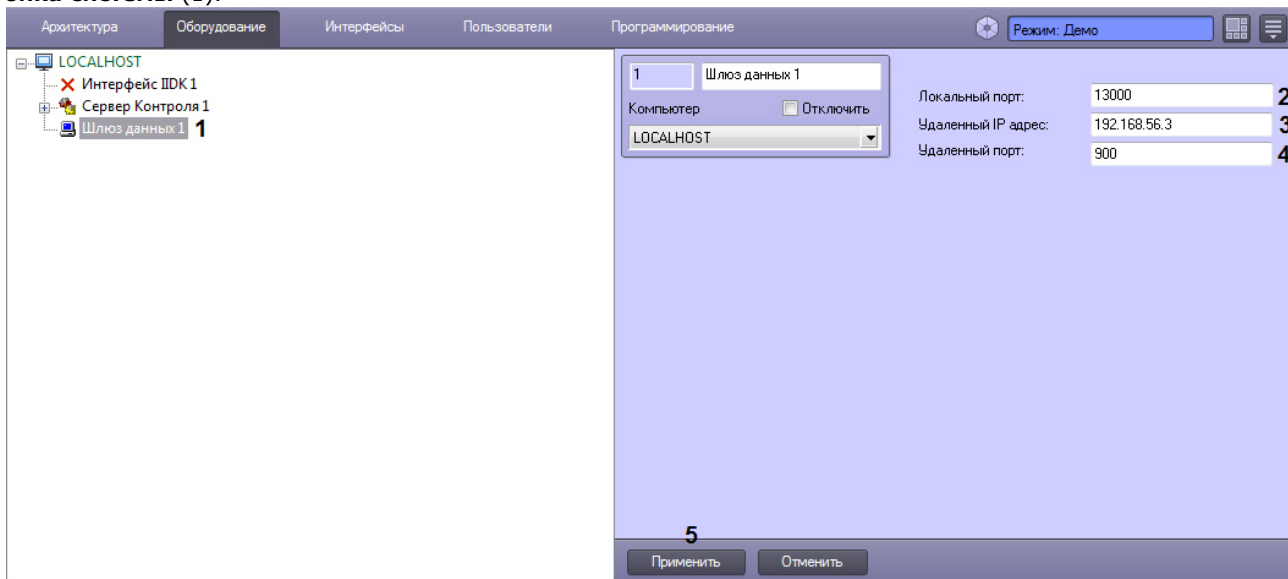 Архитектура Оборудование Интерфейсы Пользователи Программирование Режим: Демо
LOCALHOST
Интерфейс IIDK 1
Сервер Контроля 1
Шлюз данных 1 1
1 Шлюз данных 1
Компьютер Отключить
LOCALHOST
Локальный порт: 13000 2
Удаленный IP адрес: 192.168.56.3 3
Удаленный порт: 900 4
5
Применить Отменить